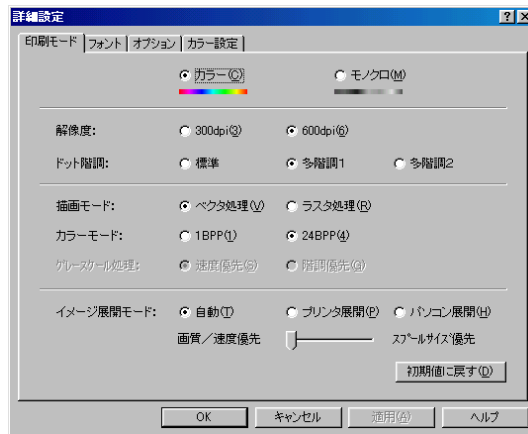 詳細設定
印刷モード フォント オプション カラー設定
カラー(C) モノクロ(M)
解像度: 300dpi(3) 600dpi(6)
ドット階調: 標準 多階調1 多階調2
描画モード: ベクタ処理(V) ラスタ処理(R)
カラーモード: 1BPP(1) 24BPP(4)
グレースケール処理: 速度優先(S) 階調優先(G)
イメージ展開モード: 自動(T) プリンタ展開(P) パソコン展開(H)
画質/速度優先 スプールサイズ優先
初期値に戻す(D)
OK キャンセル 適用(A) ヘルプ